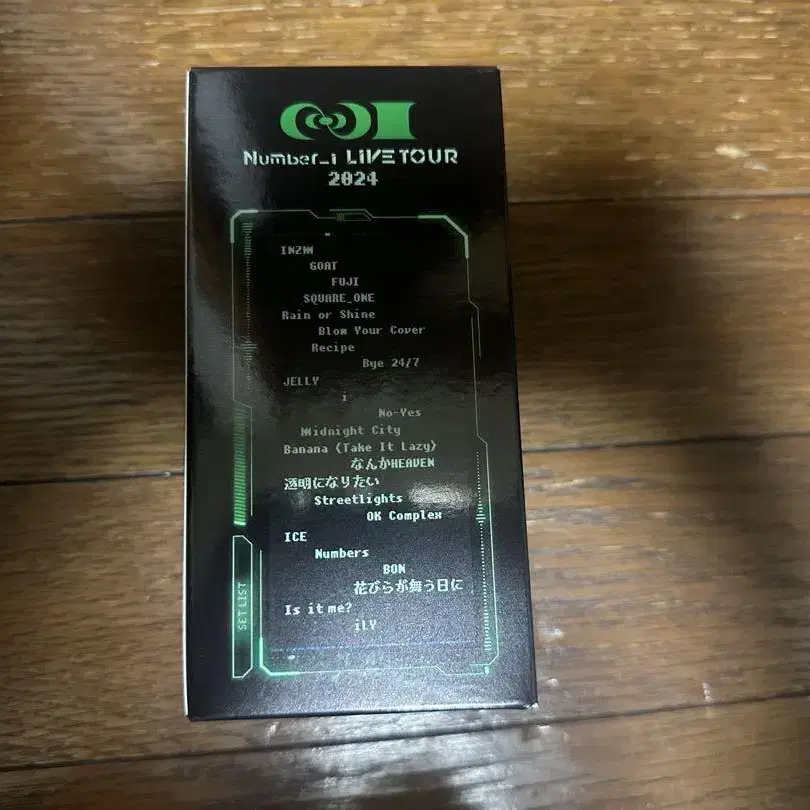 Number_i LIVE TOUR
2024
INZM
GOAT
FUJI
SQUARE_ONE
Rain or Shine
Blow Your Cover
Recipe
Bye 24/7
JELLY
i
No-Yes
Midnight City
Banana (Take It Lazy)
なんかHEAVEN
透明になりたい
Streetlights
OK Complex
ICE
Numbers
BON
花びらが舞う日に
Is it me?
iLY
SET LIST